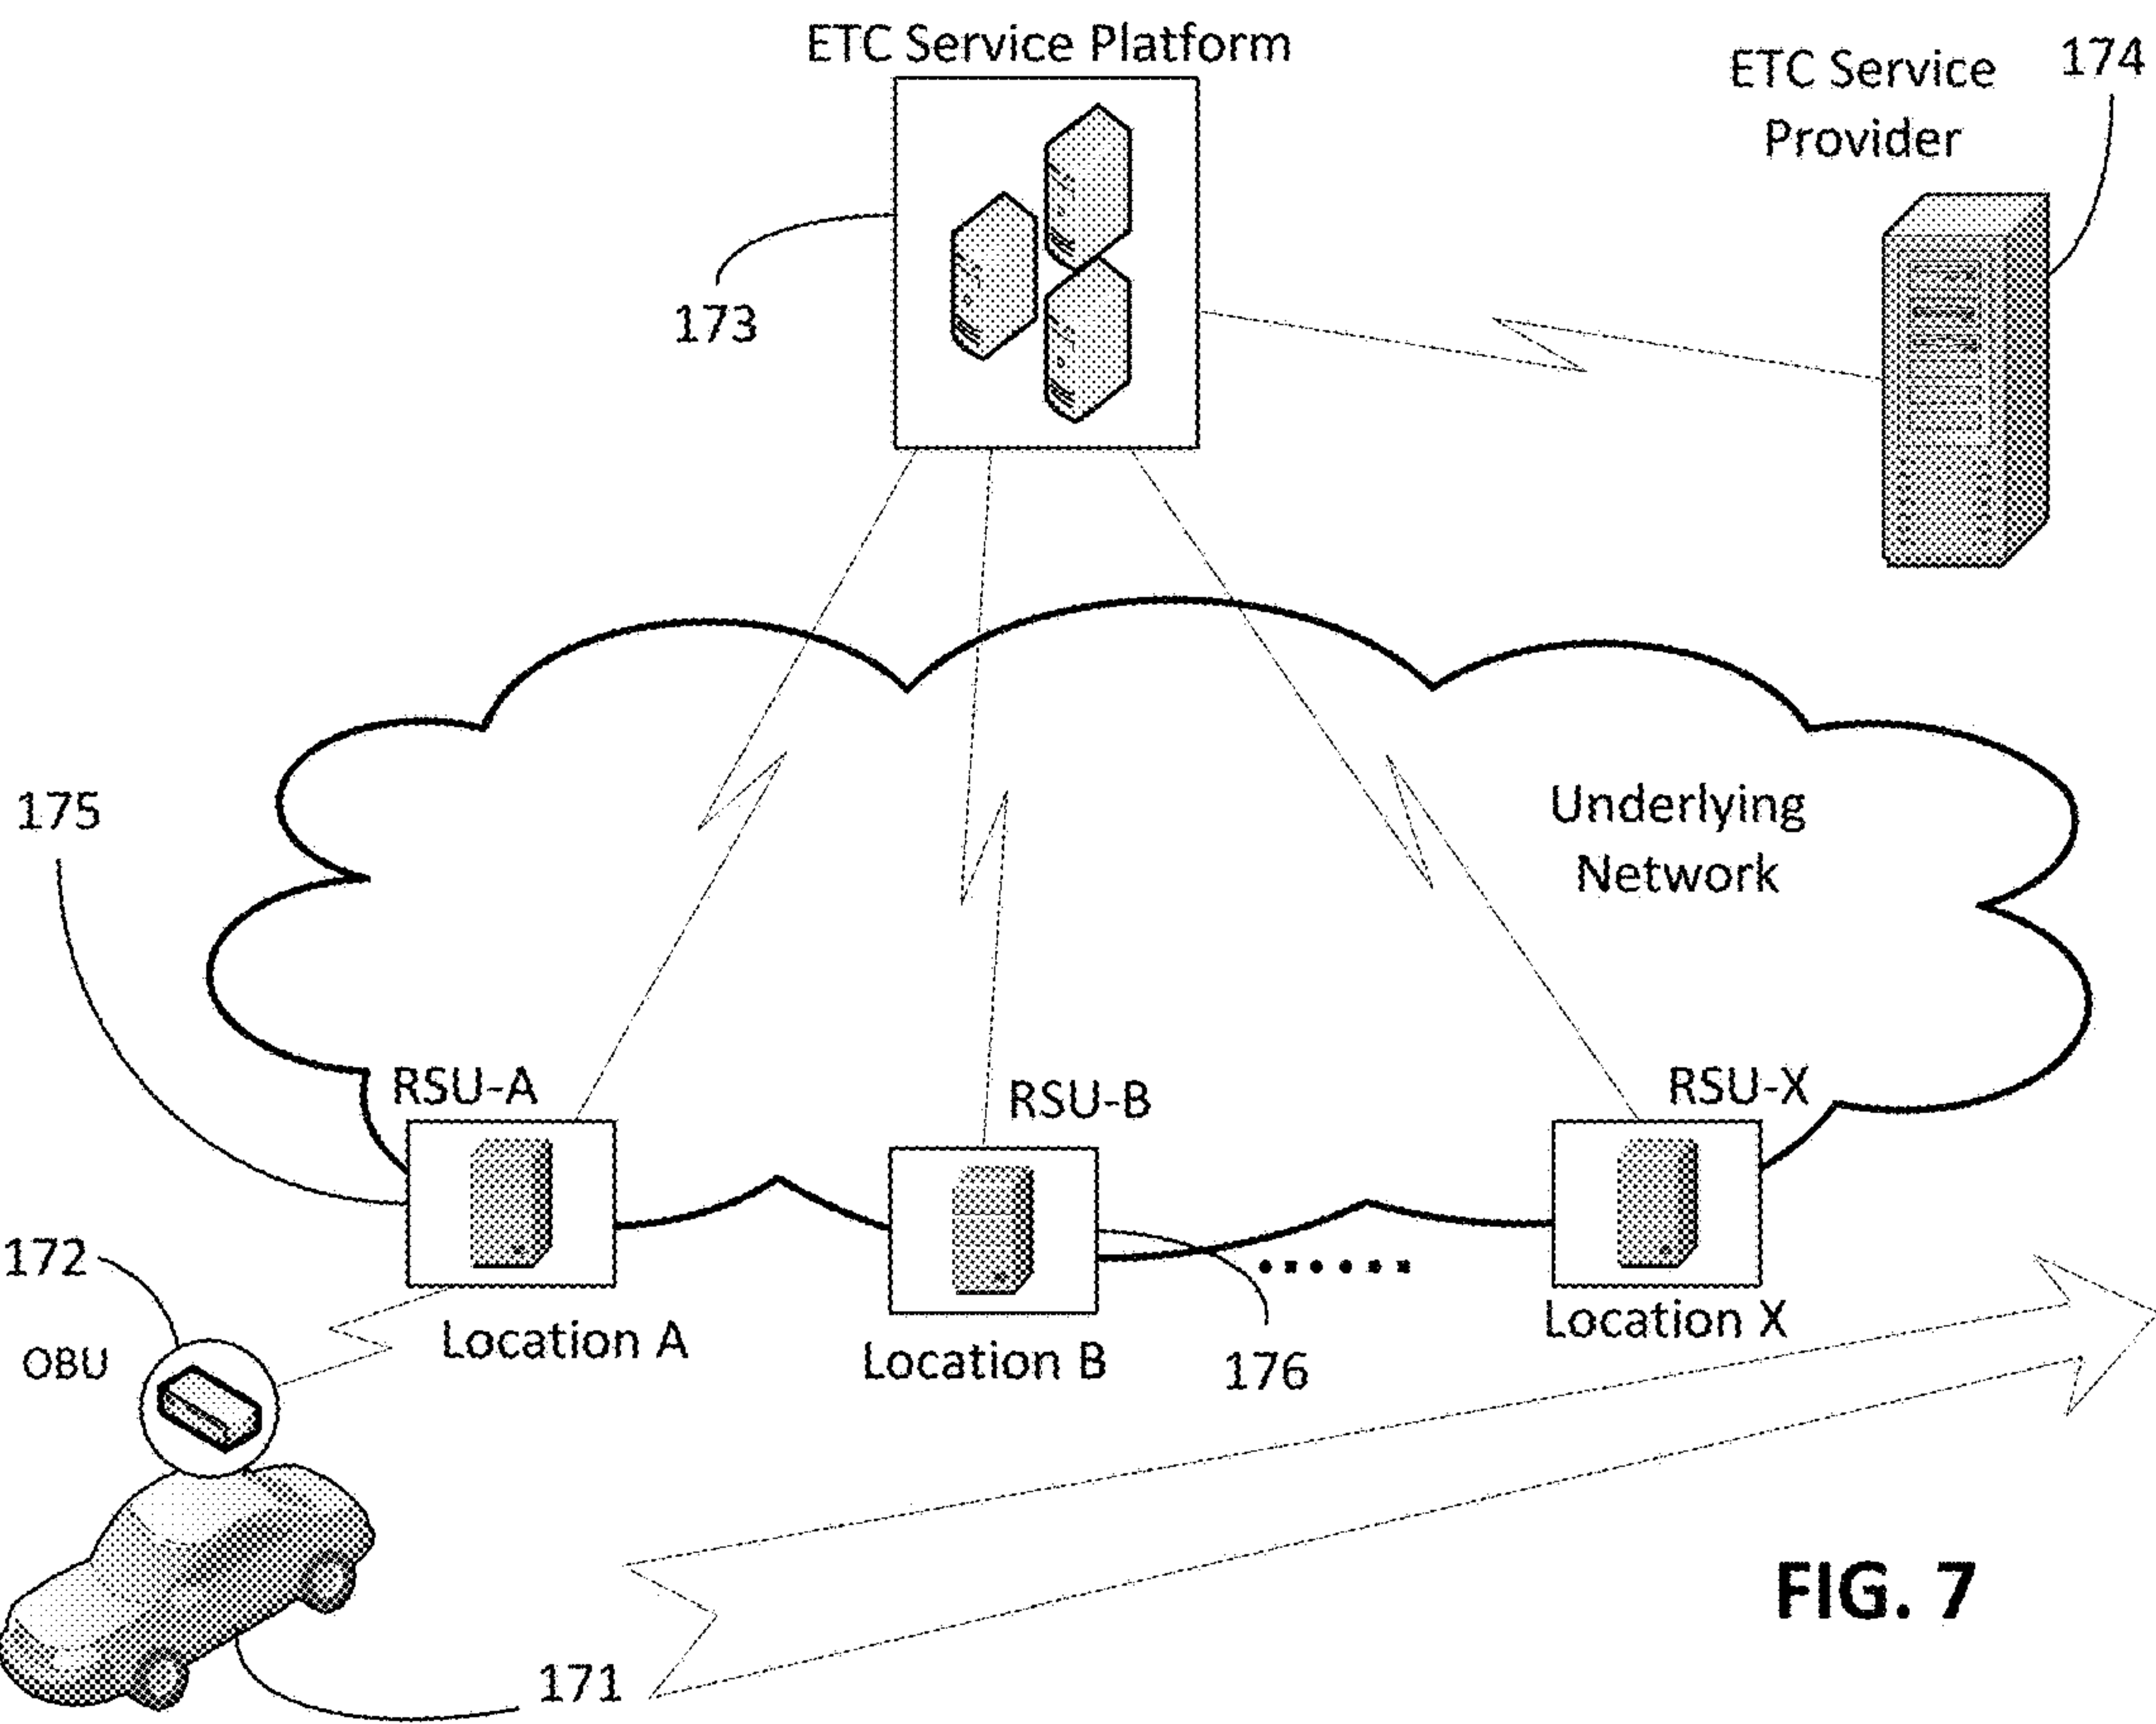 ETC Service Platform
ETC Service
Provider
174
173
Underlying
Network
175
RSU-A
RSU-B
RSU-X
172
OBU
Location A
Location B
Location X
176
171
FIG. 7